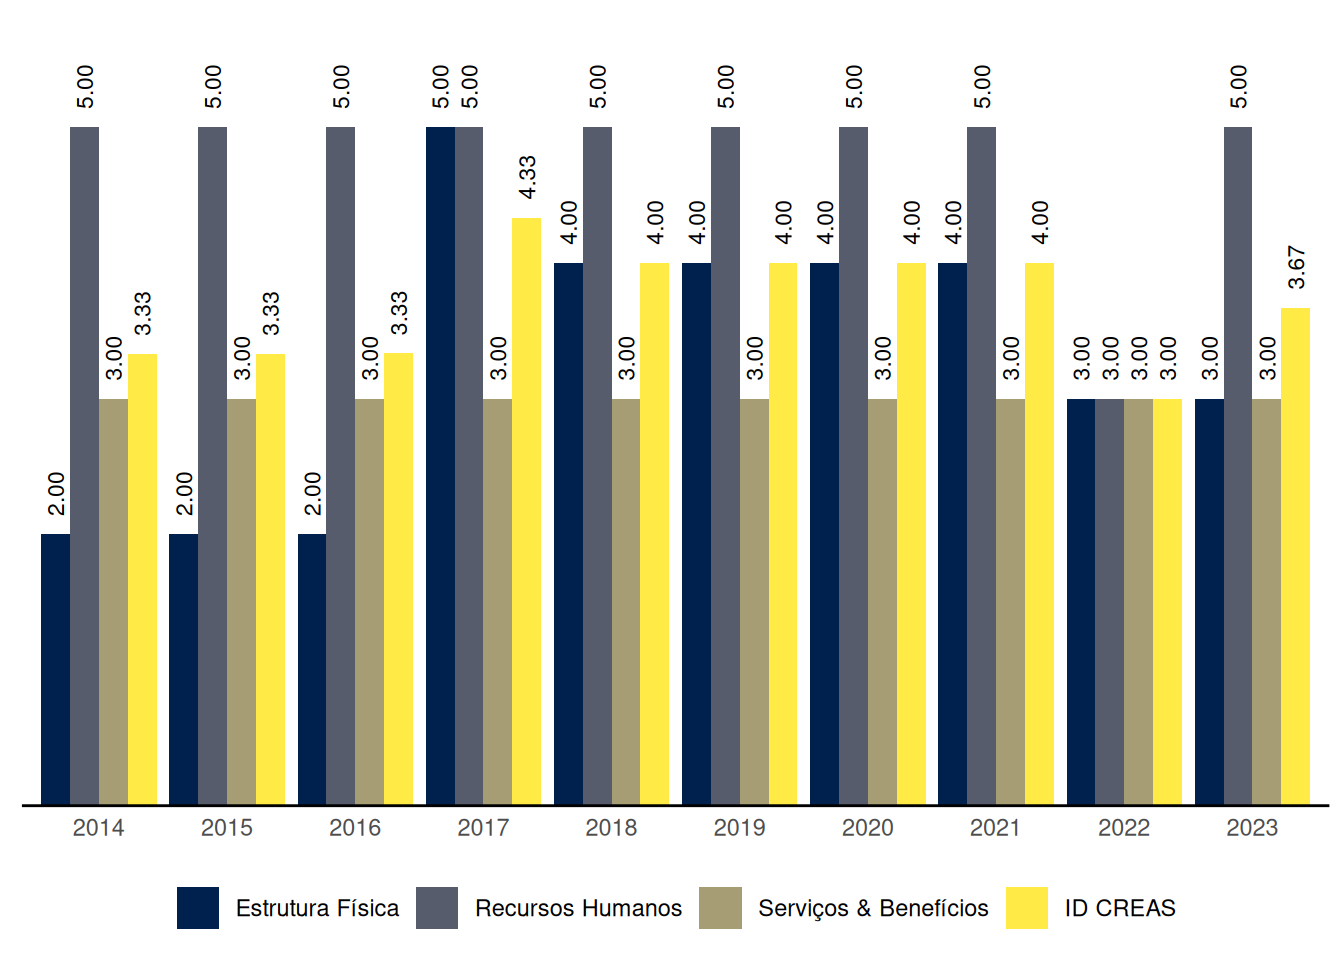 5.00 5.00 5.00 5.00 5.00 5.00 5.00 5.00 5.00 5.00
4.33
4.00 4.00 4.00 4.00 4.00 4.00 4.00 4.00
3.67
3.33 3.33 3.33
3.00 3.00 3.00 3.00 3.00 3.00 3.00 3.00 3.00 3.00 3.00 3.00 3.00 3.00
2.00 2.00 2.00
2014 2015 2016 2017 2018 2019 2020 2021 2022 2023
Estrutura Física Recursos Humanos Serviços & Benefícios ID CREAS